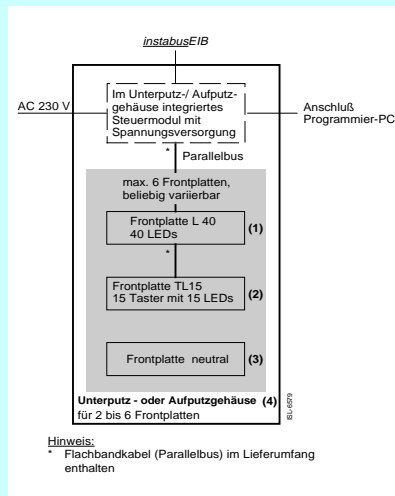 instabusEIB
Im Unterputz-/ Aufputz-
gehäuse integriertes
Steuermodul mit
Spannungsversorgung
AC 230 V
Anschluß
Programmier-PC
* Parallelbus
max. 6 Frontplatten,
beliebig variierbar
Frontplatte L 40
40 LEDs
(1)
*
Frontplatte TL15
15 Taster mit 15 LEDs
(2)
Frontplatte neutral
(3)
Unterputz - oder Aufputzgehäuse (4)
für 2 bis 6 Frontplatten
ISL-6579
Hinweis:
* Flachbandkabel (Parallelbus) im Lieferumfang
enthalten